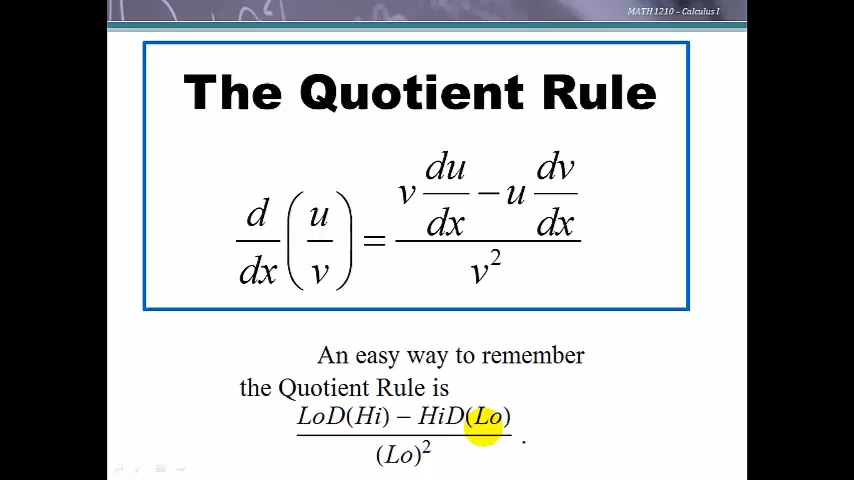 MATH 1210 – Calculus I
The Quotient Rule
d/dx (u/v) = (v du/dx − u dv/dx) / v²
An easy way to remember
the Quotient Rule is
LoD(Hi) − HiD(Lo) / (Lo)² .